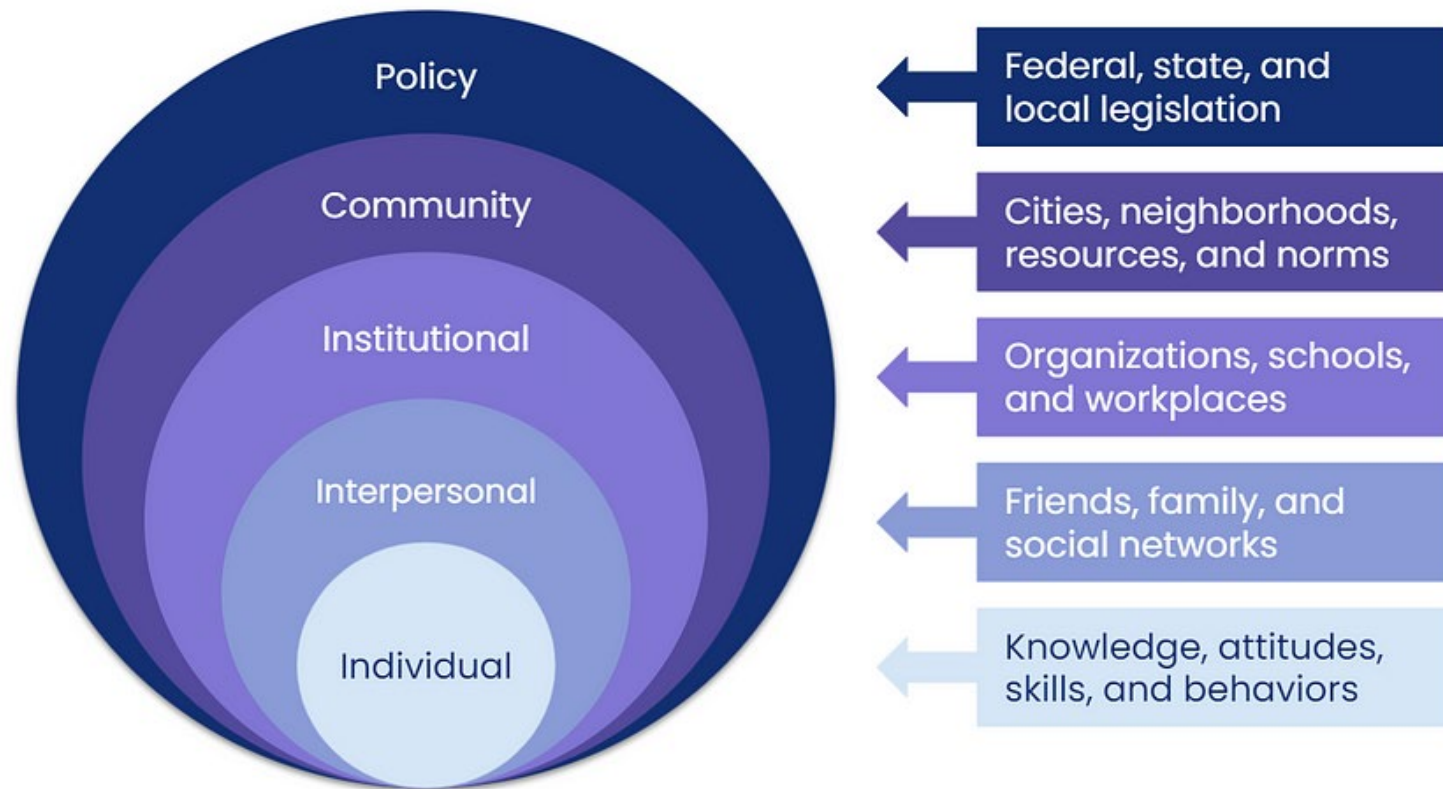 Policy
Federal, state, and
local legislation
Community
Cities, neighborhoods,
resources, and norms
Institutional
Organizations, schools,
and workplaces
Interpersonal
Friends, family, and
social networks
Individual
Knowledge, attitudes,
skills, and behaviors